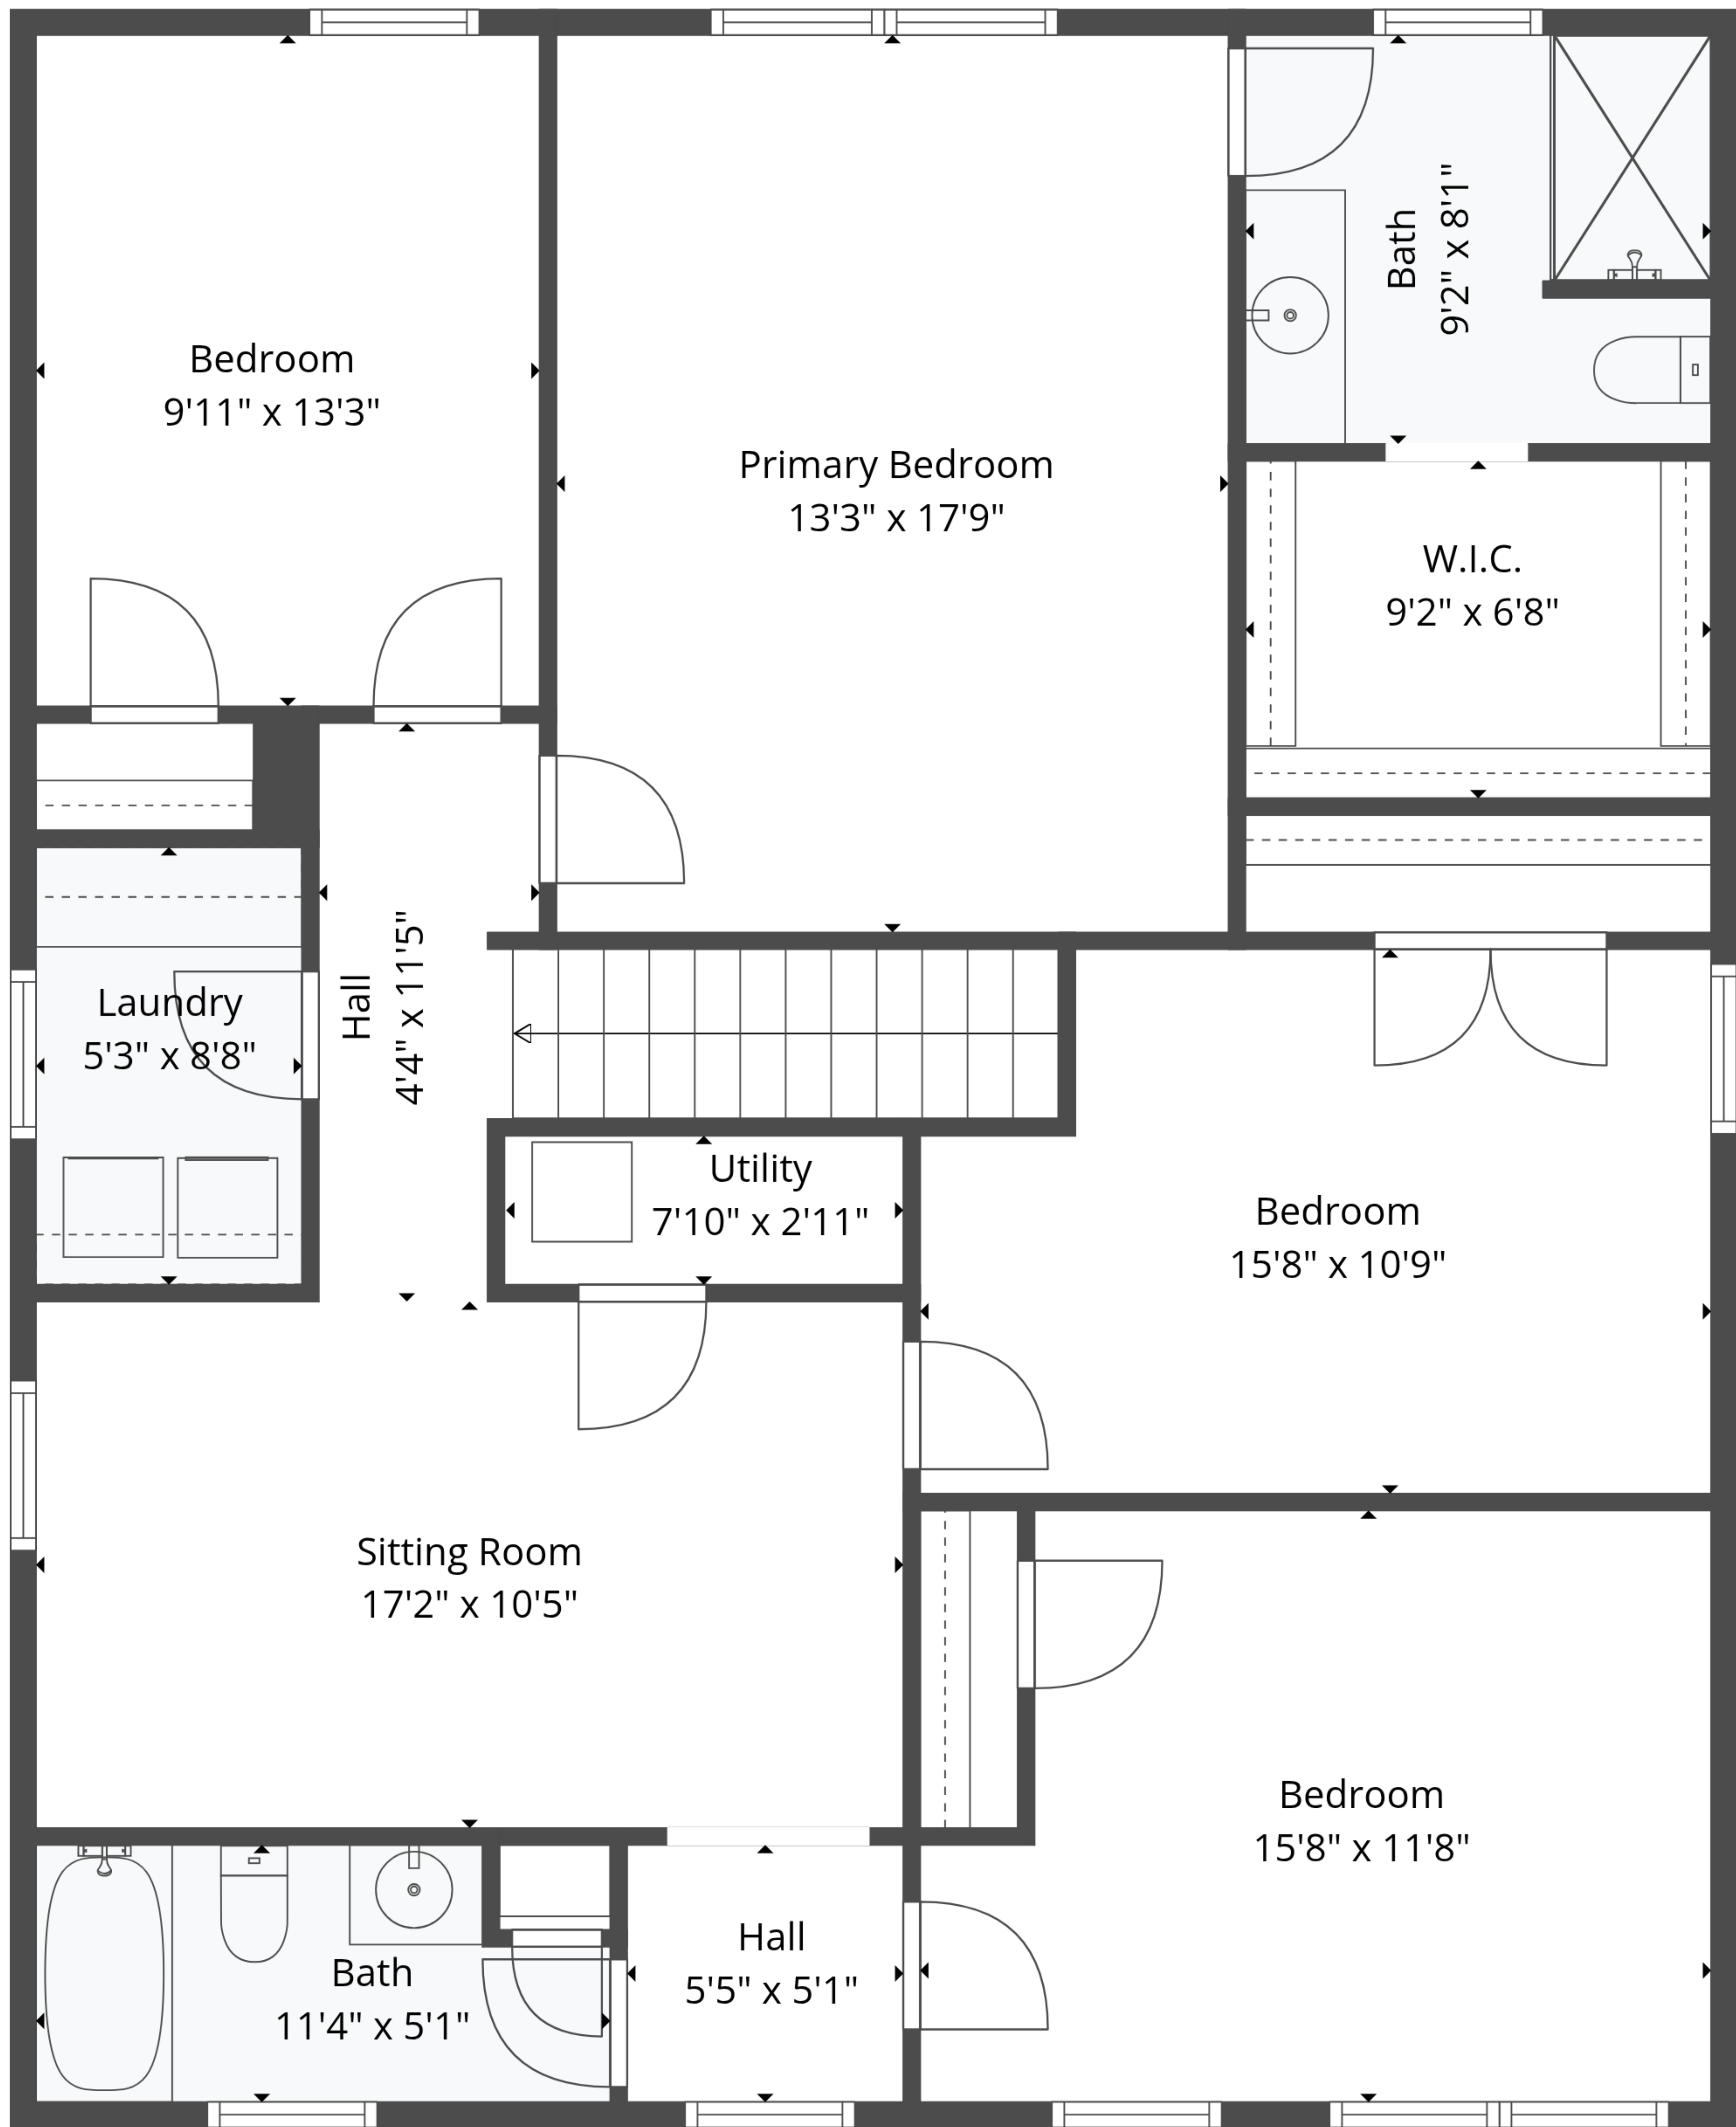 Bedroom
9'11" x 13'3"
Primary Bedroom
13'3" x 17'9"
Bath
9'2" x 8'1"
W.I.C.
9'2" x 6'8"
Laundry
5'3" x 8'8"
Hall
4'4" x 11'5"
Utility
7'10" x 2'11"
Bedroom
15'8" x 10'9"
Sitting Room
17'2" x 10'5"
Bedroom
15'8" x 11'8"
Bath
11'4" x 5'1"
Hall
5'5" x 5'1"